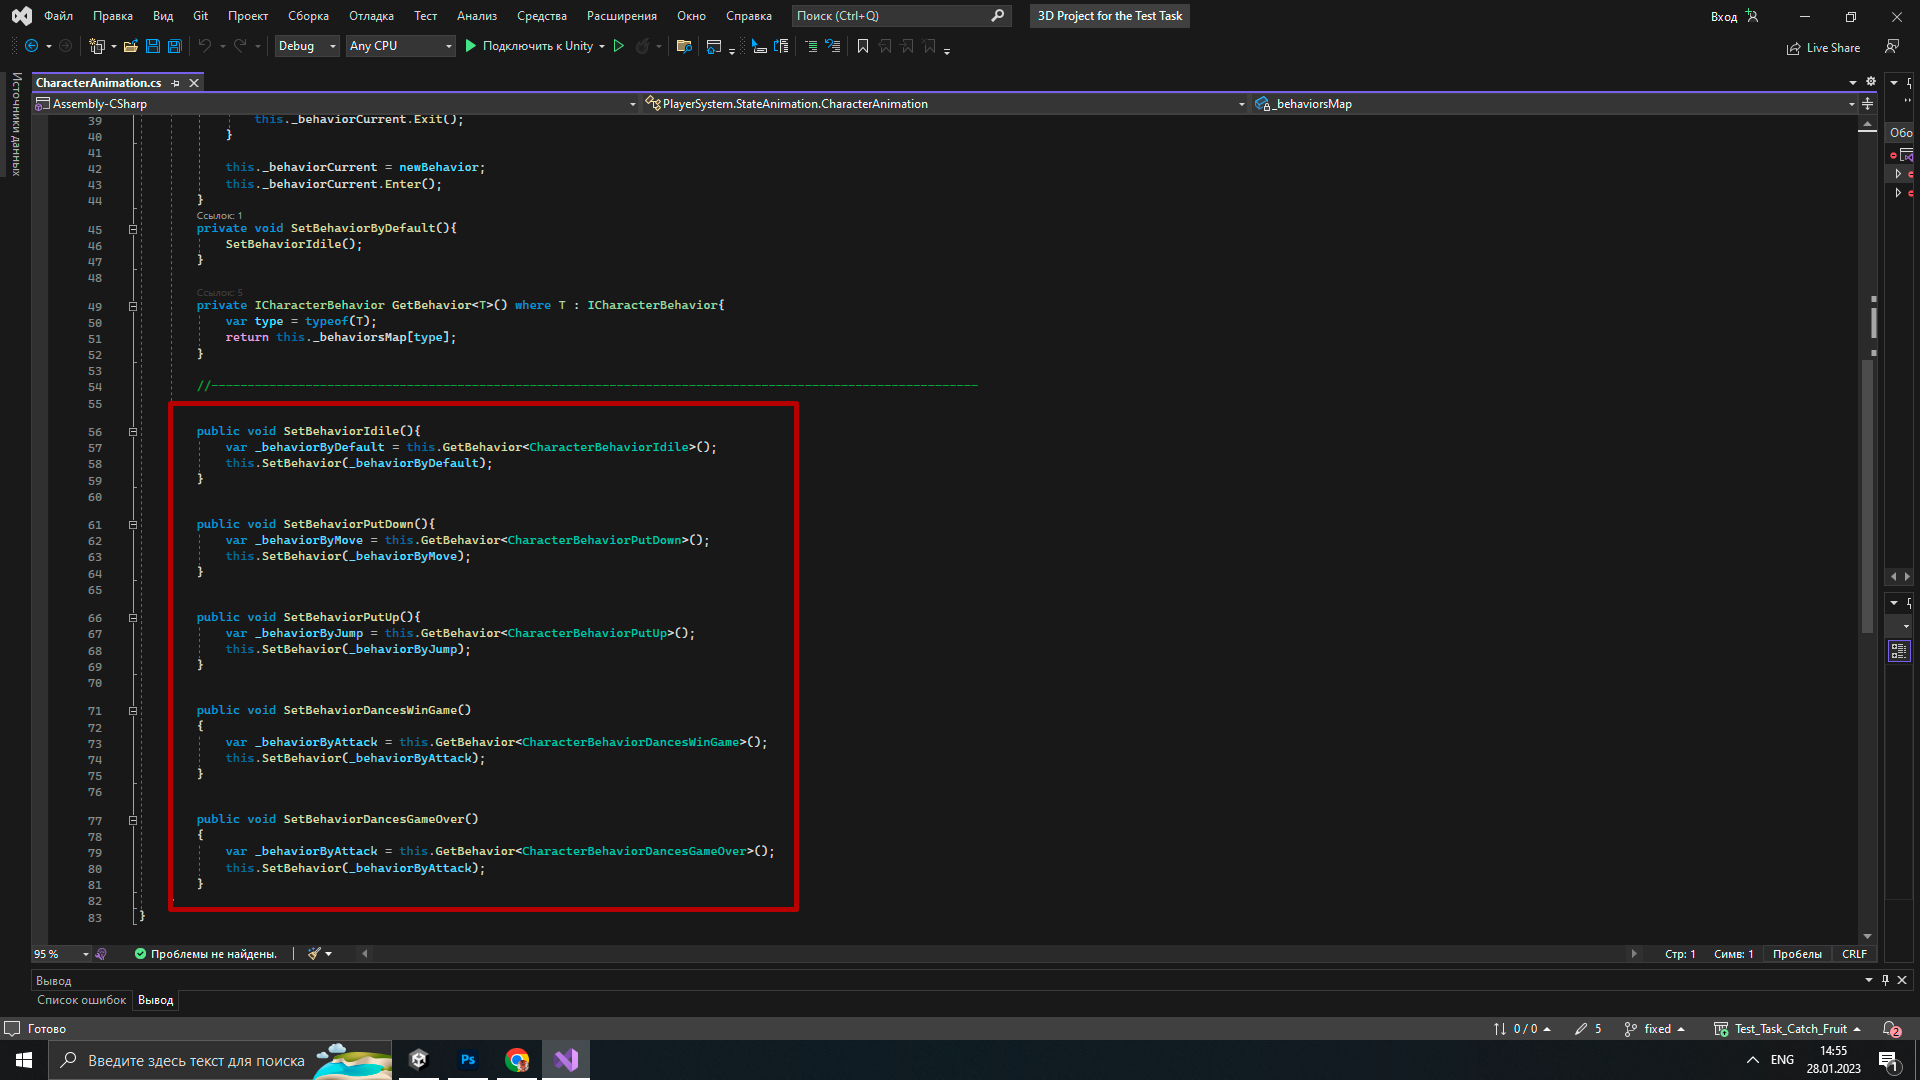 Файл Правка Вид Git Проект Сборка Отладка Тест Анализ Средства Расширения Окно Справка Поиск (Ctrl+Q) 3D Project for the Test Task Вход
Debug Any CPU Подключить к Unity Live Share
Источники данных
CharacterAnimation.cs
Assembly-CSharp PlayerSystem.StateAnimation.CharacterAnimation _behaviorsMap
Обо
39 this._behaviorCurrent.Exit();
40 }
41
42 this._behaviorCurrent = newBehavior;
43 this._behaviorCurrent.Enter();
44 }
Ссылок: 1
45 private void SetBehaviorByDefault(){
46 SetBehaviorIdile();
47 }
48
Ссылок: 5
49 private ICharacterBehavior GetBehavior<T>() where T : ICharacterBehavior{
50 var type = typeof(T);
51 return this._behaviorsMap[type];
52 }
53
54 //----------------------------------------------------------------------------------------------------------
55
56 public void SetBehaviorIdile(){
57 var _behaviorByDefault = this.GetBehavior<CharacterBehaviorIdile>();
58 this.SetBehavior(_behaviorByDefault);
59 }
60
61 public void SetBehaviorPutDown(){
62 var _behaviorByMove = this.GetBehavior<CharacterBehaviorPutDown>();
63 this.SetBehavior(_behaviorByMove);
64 }
65
66 public void SetBehaviorPutUp(){
67 var _behaviorByJump = this.GetBehavior<CharacterBehaviorPutUp>();
68 this.SetBehavior(_behaviorByJump);
69 }
70
71 public void SetBehaviorDancesWinGame()
72 {
73 var _behaviorByAttack = this.GetBehavior<CharacterBehaviorDancesWinGame>();
74 this.SetBehavior(_behaviorByAttack);
75 }
76
77 public void SetBehaviorDancesGameOver()
78 {
79 var _behaviorByAttack = this.GetBehavior<CharacterBehaviorDancesGameOver>();
80 this.SetBehavior(_behaviorByAttack);
81 }
82
83 }
95 % Проблемы не найдены. Стр: 1 Симв: 1 Пробелы CRLF
Вывод
Список ошибок Вывод
Готово 0 / 0 5 fixed Test_Task_Catch_Fruit 2
Введите здесь текст для поиска Ps ENG 14:55
28.01.2023 1